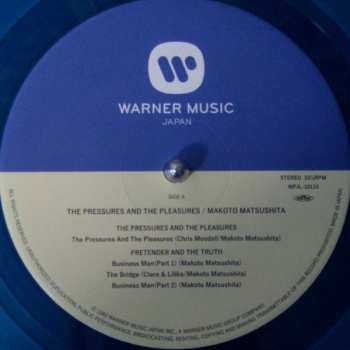 WARNER MUSIC
JAPAN
STEREO 33⅓RPM
WPJL-10110
SIDE A
THE PRESSURES AND THE PLEASURES / MAKOTO MATSUSHITA
THE PRESSURES AND THE PLEASURES
The Pressures And The Pleasures (Chris Mosdell/Makoto Matsushita)
PRETENDER AND THE TRUTH
Business Man(Part 1) (Makoto Matsushita)
The Bridge (Clara & Lilika/Makoto Matsushita)
Business Man(Part 2) (Makoto Matsushita)